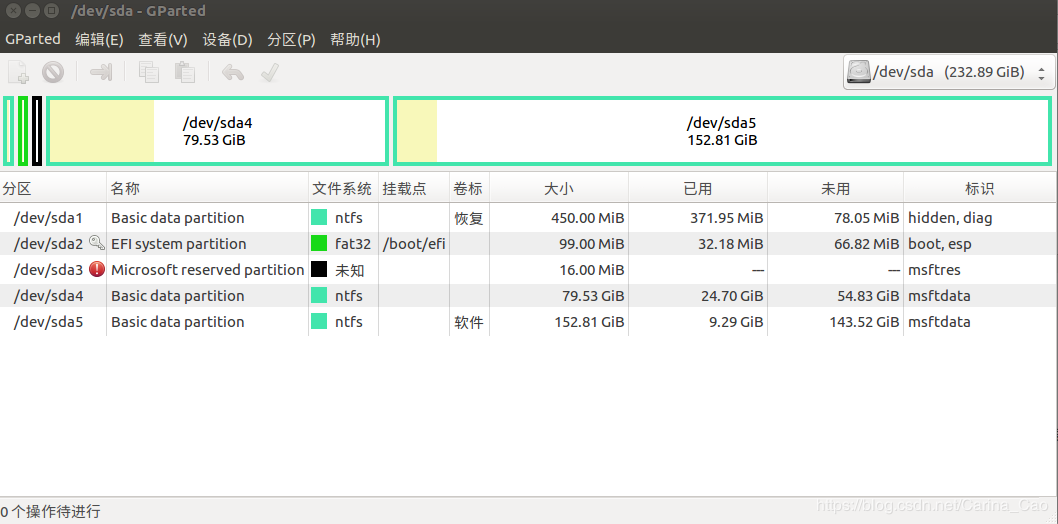 /dev/sda - GParted
GParted 编辑(E) 查看(V) 设备(D) 分区(P) 帮助(H)
/dev/sda (232.89 GiB)
/dev/sda4 /dev/sda5
79.53 GiB 152.81 GiB
分区 名称 文件系统 挂载点 卷标 大小 已用 未用 标识
/dev/sda1 Basic data partition ntfs 恢复 450.00 MiB 371.95 MiB 78.05 MiB hidden, diag
/dev/sda2 EFI system partition fat32 /boot/efi 99.00 MiB 32.18 MiB 66.82 MiB boot, esp
/dev/sda3 Microsoft reserved partition 未知 16.00 MiB --- --- msftres
/dev/sda4 Basic data partition ntfs 79.53 GiB 24.70 GiB 54.83 GiB msftdata
/dev/sda5 Basic data partition ntfs 软件 152.81 GiB 9.29 GiB 143.52 GiB msftdata
0 个操作待进行
https://blog.csdn.net/Carina_Cao